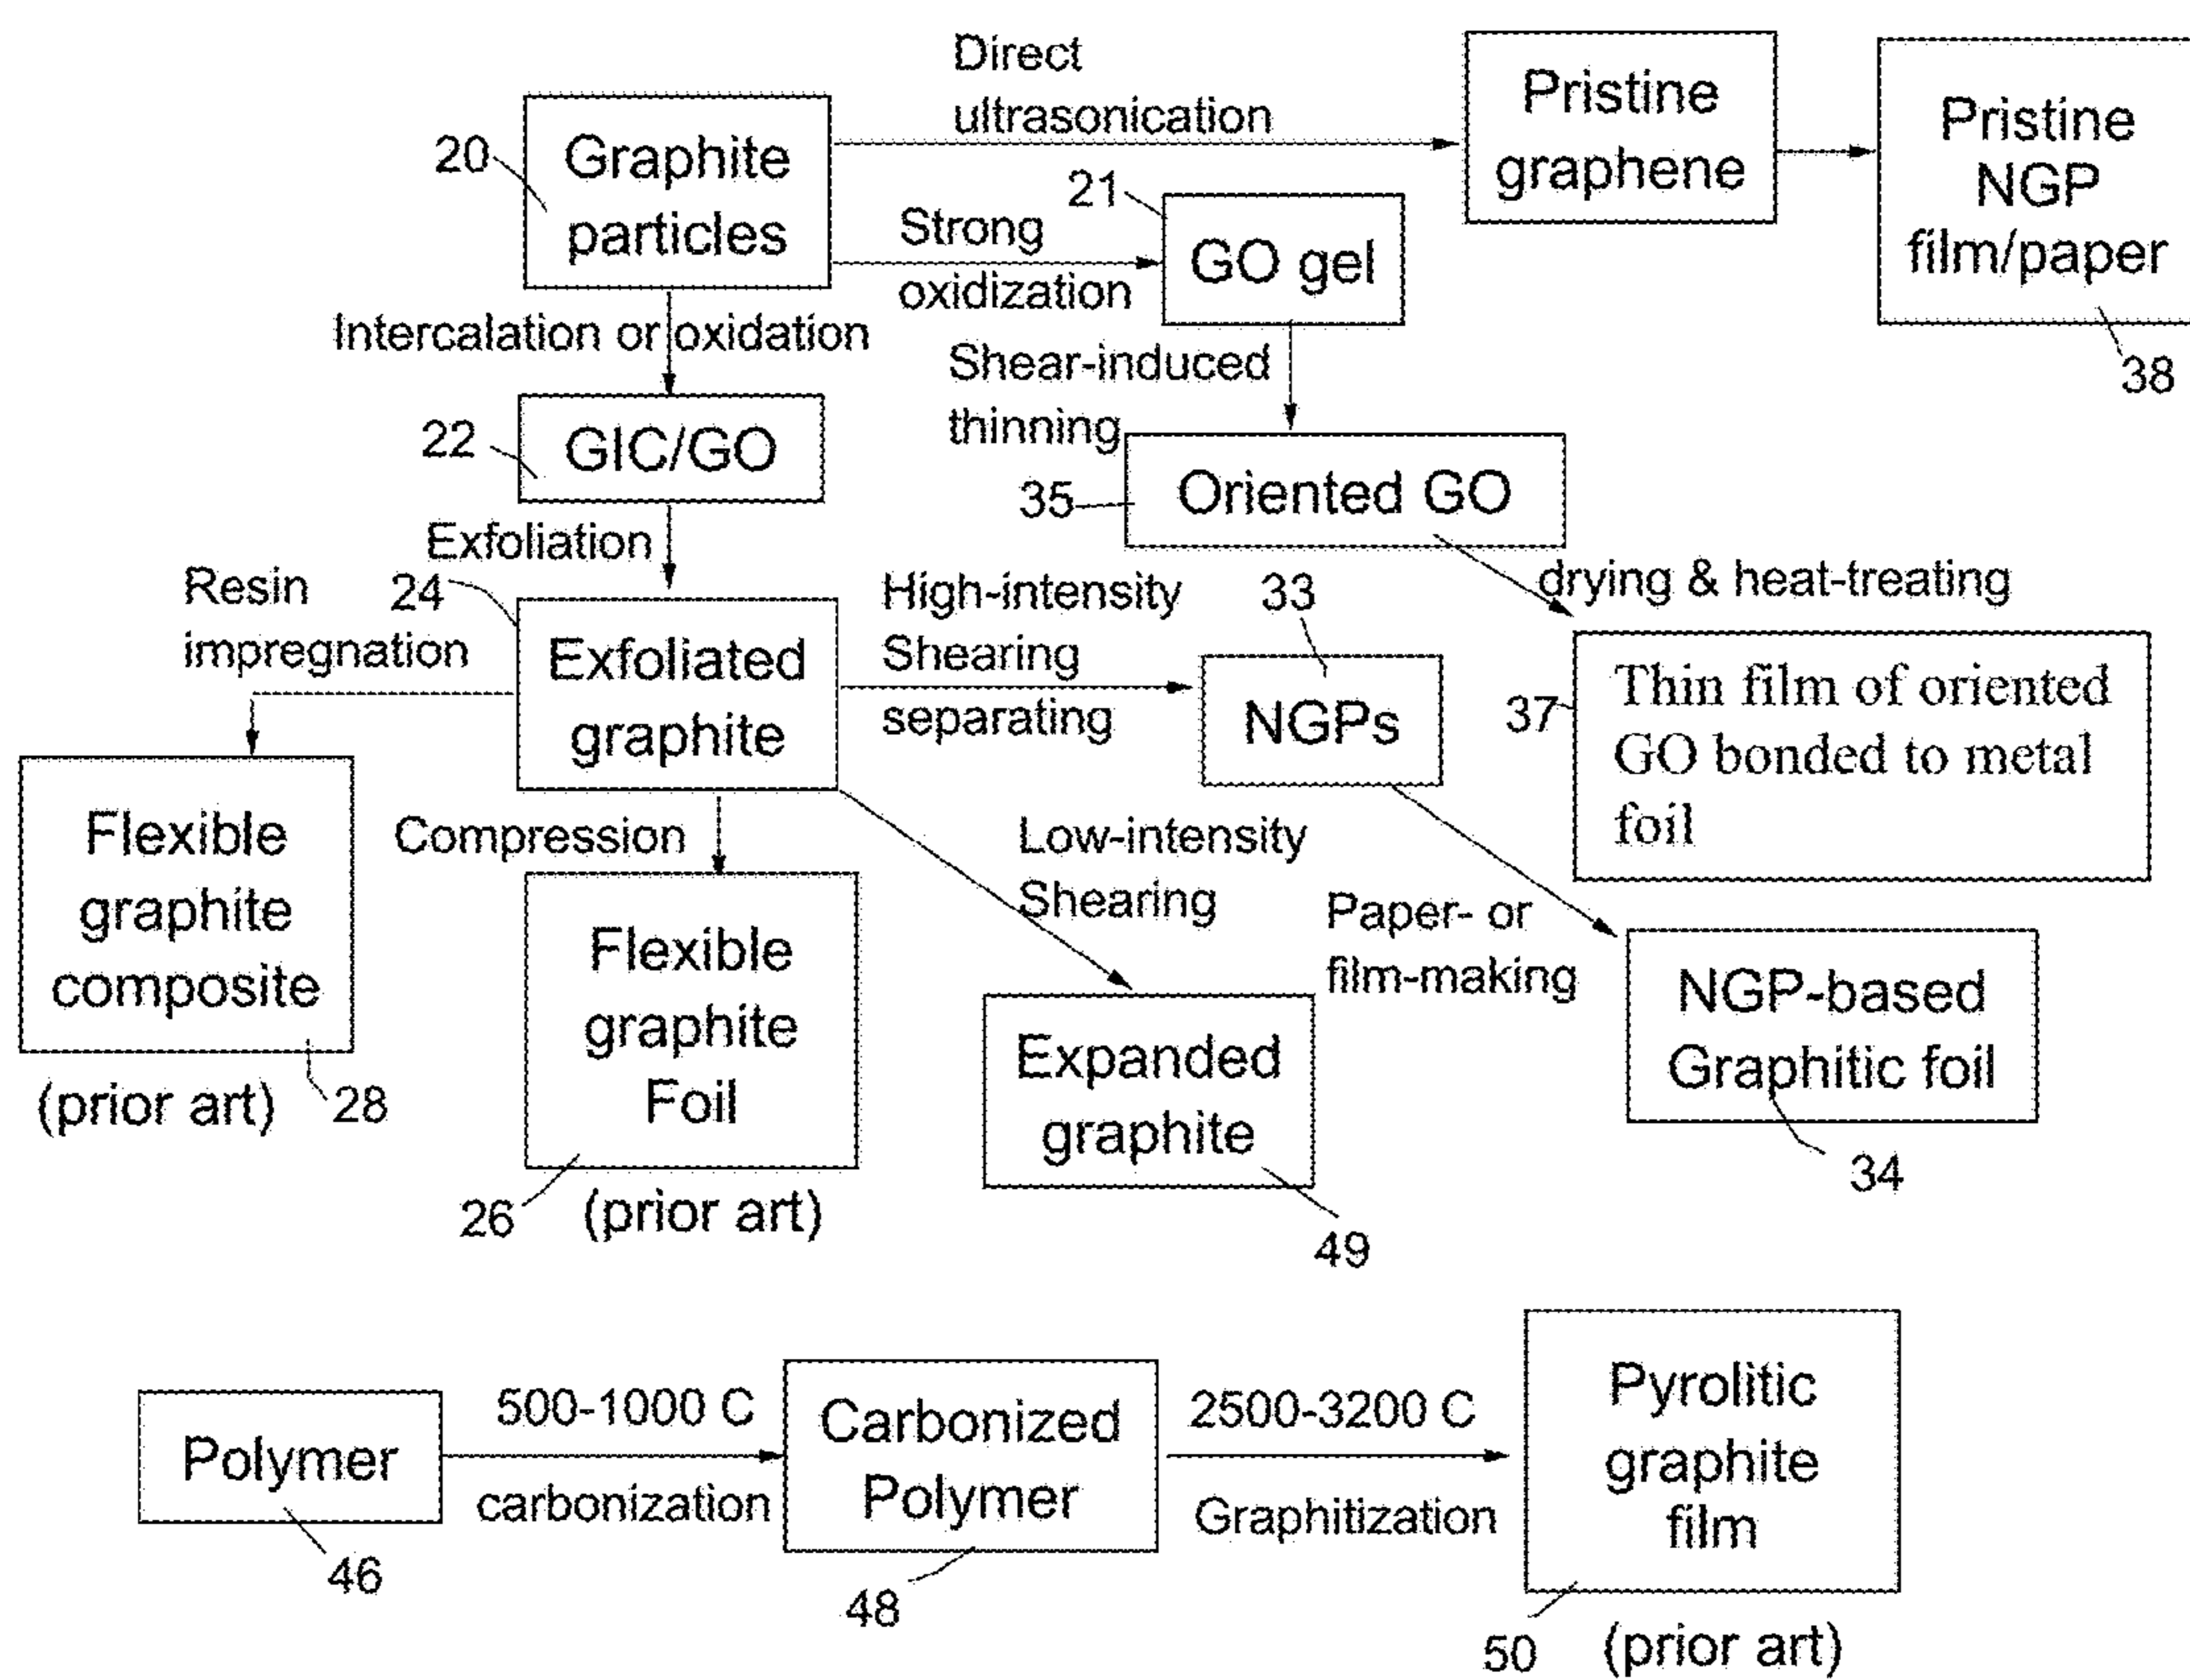 Direct
ultrasonication
Pristine
graphene
Pristine
NGP
film/paper
38
20
Graphite
particles
21
Strong
oxidization
GO gel
Intercalation or oxidation
Shear-induced
thinning
22
GIC/GO
35
Oriented GO
Exfoliation
drying & heat-treating
Resin
impregnation
24
Exfoliated
graphite
High-intensity
Shearing
separating
33
NGPs
37
Thin film of oriented
GO bonded to metal
foil
Flexible
graphite
composite
(prior art)
28
Compression
Flexible
graphite
Foil
26
(prior art)
Low-intensity
Shearing
Expanded
graphite
49
Paper- or
film-making
NGP-based
Graphitic foil
34
Polymer
46
500-1000 C
carbonization
Carbonized
Polymer
48
2500-3200 C
Graphitization
Pyrolitic
graphite
film
50
(prior art)